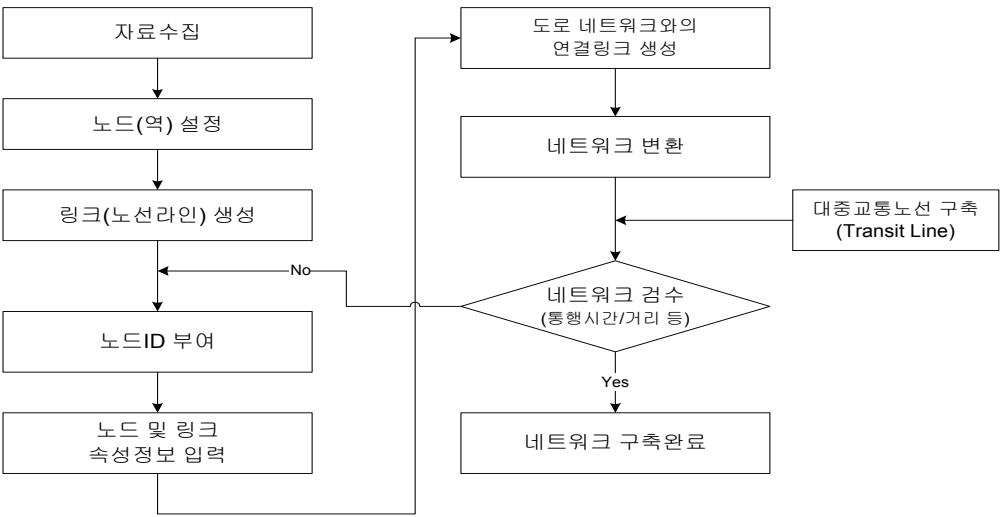 자료수집
노드(역) 설정
링크(노선라인) 생성
No
노드ID 부여
노드 및 링크
속성정보 입력
도로 네트워크와의
연결링크 생성
네트워크 변환
대중교통노선 구축
(Transit Line)
네트워크 검수
(통행시간/거리 등)
Yes
네트워크 구축완료